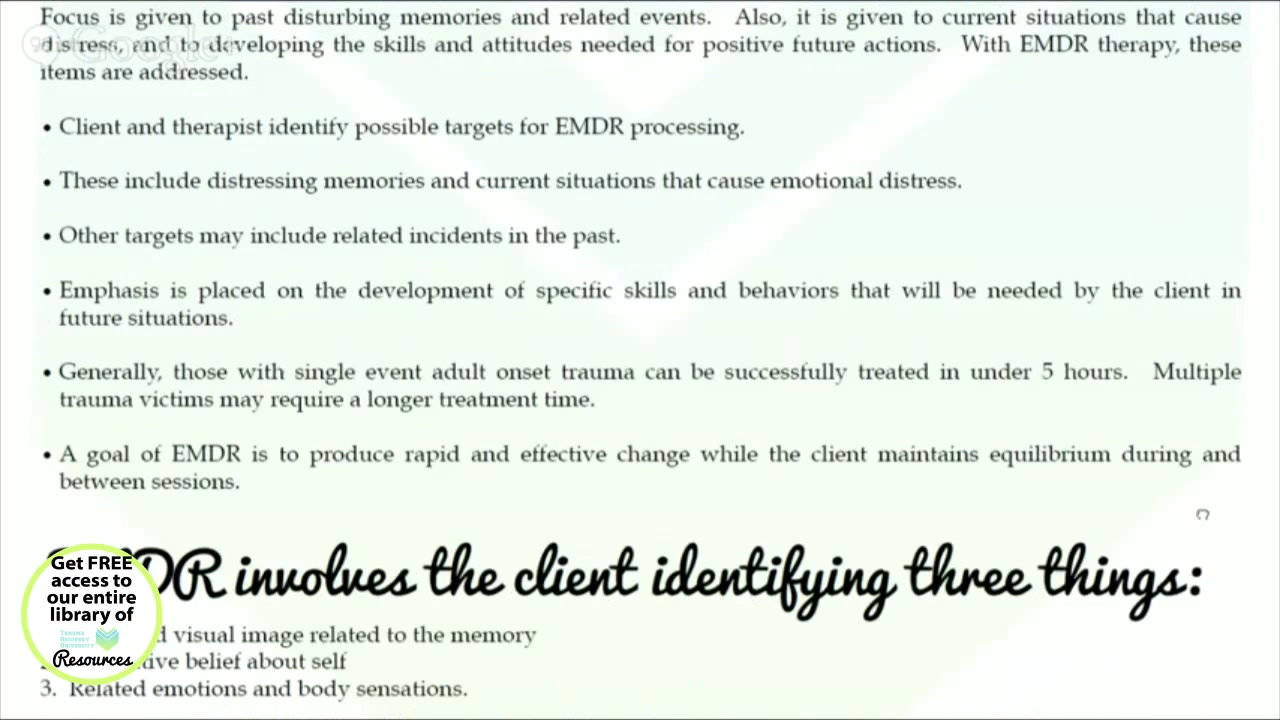 Focus is given to past disturbing memories and related events. Also, it is given to current situations that cause
distress, and to developing the skills and attitudes needed for positive future actions. With EMDR therapy, these
items are addressed.
• Client and therapist identify possible targets for EMDR processing.
• These include distressing memories and current situations that cause emotional distress.
• Other targets may include related incidents in the past.
• Emphasis is placed on the development of specific skills and behaviors that will be needed by the client in
future situations.
• Generally, those with single event adult onset trauma can be successfully treated in under 5 hours. Multiple
trauma victims may require a longer treatment time.
• A goal of EMDR is to produce rapid and effective change while the client maintains equilibrium during and
between sessions.
DR involves the client identifying three things:
d visual image related to the memory
tive belief about self
3. Related emotions and body sensations.
Get FREE
access to
our entire
library of
Trauma
Recovery
University
Resources
Google